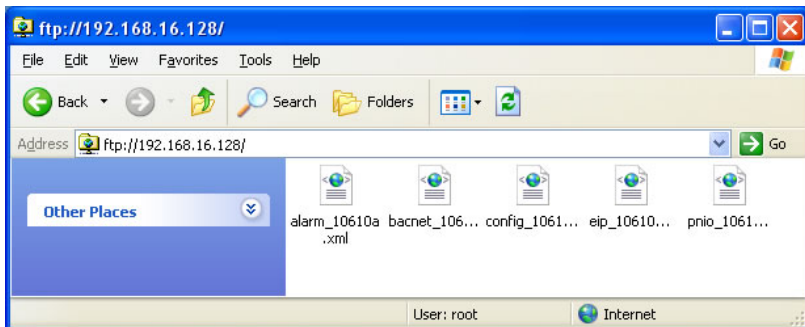 ftp://192.168.16.128/
File Edit View Favorites Tools Help
Back Search Folders
Address ftp://192.168.16.128/ Go
Other Places
alarm_10610a.xml bacnet_106... config_1061... eip_10610... pnio_1061...
User: root Internet